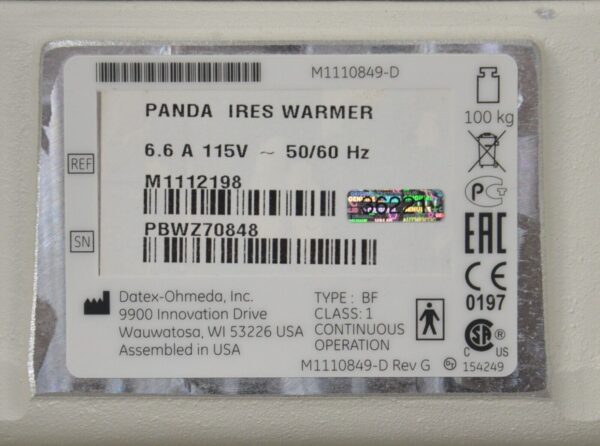 M1110849-D
PANDA IRES WARMER
100 kg
6.6 A 115V ~ 50/60 Hz
REF
M1112198
SN
PBWZ70848
EAC
CE
0197
Datex-Ohmeda, Inc.
9900 Innovation Drive
Wauwatosa, WI 53226 USA
Assembled in USA
TYPE : BF
CLASS: 1
CONTINUOUS
OPERATION
SA ®
C US
M1110849-D Rev G
154249